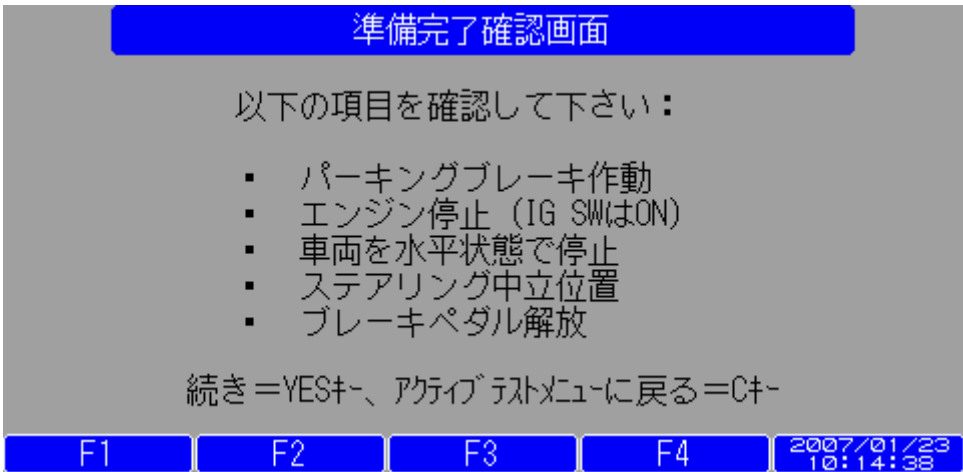 準備完了確認画面
以下の項目を確認して下さい：
▪ パーキングブレーキ作動
▪ エンジン停止（IG SWはON）
▪ 車両を水平状態で停止
▪ ステアリング中立位置
▪ ブレーキペダル解放
続き＝YESｷｰ、ｱｸﾃｨﾌﾞﾃｽﾄﾒﾆｭｰに戻る＝Cｷｰ
F1 F2 F3 F4 2007/01/23
10:14:38